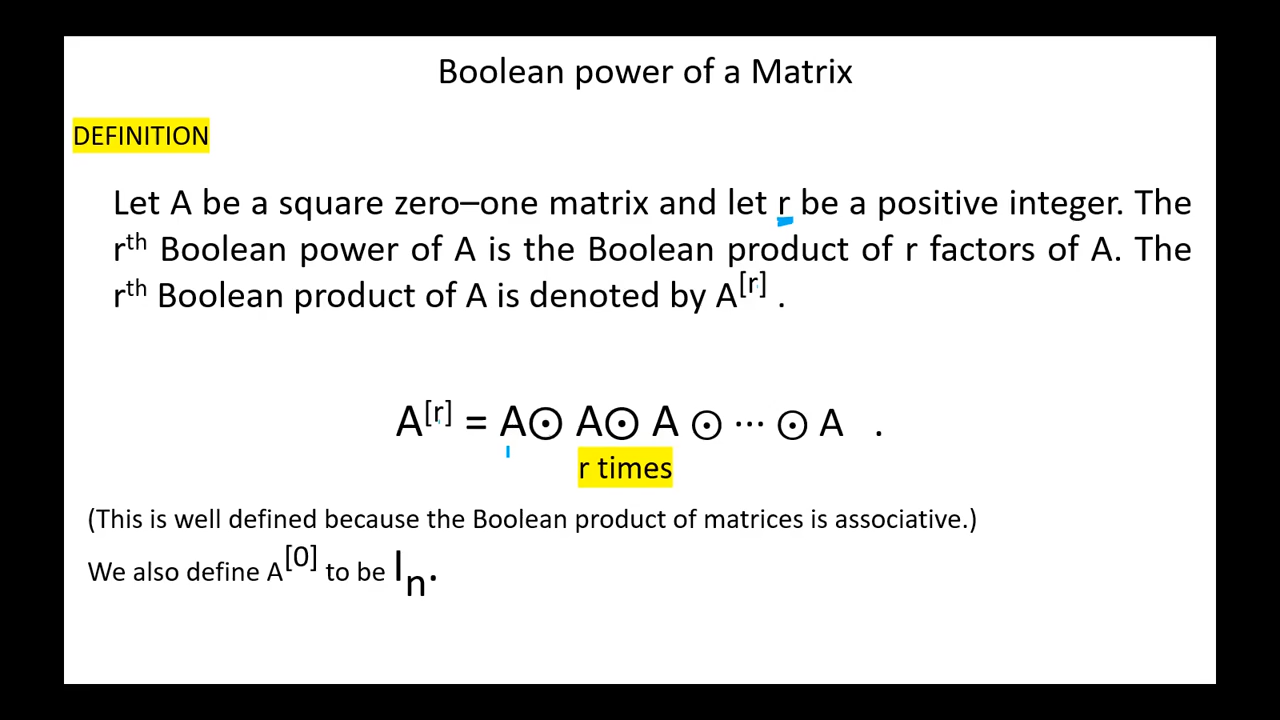 Boolean power of a Matrix
DEFINITION
Let A be a square zero–one matrix and let r be a positive integer. The
rᵗʰ Boolean power of A is the Boolean product of r factors of A. The
rᵗʰ Boolean product of A is denoted by A^[r] .
A^[r] = A⊙ A⊙ A ⊙ ··· ⊙ A .
r times
(This is well defined because the Boolean product of matrices is associative.)
We also define A^[0] to be Iₙ.